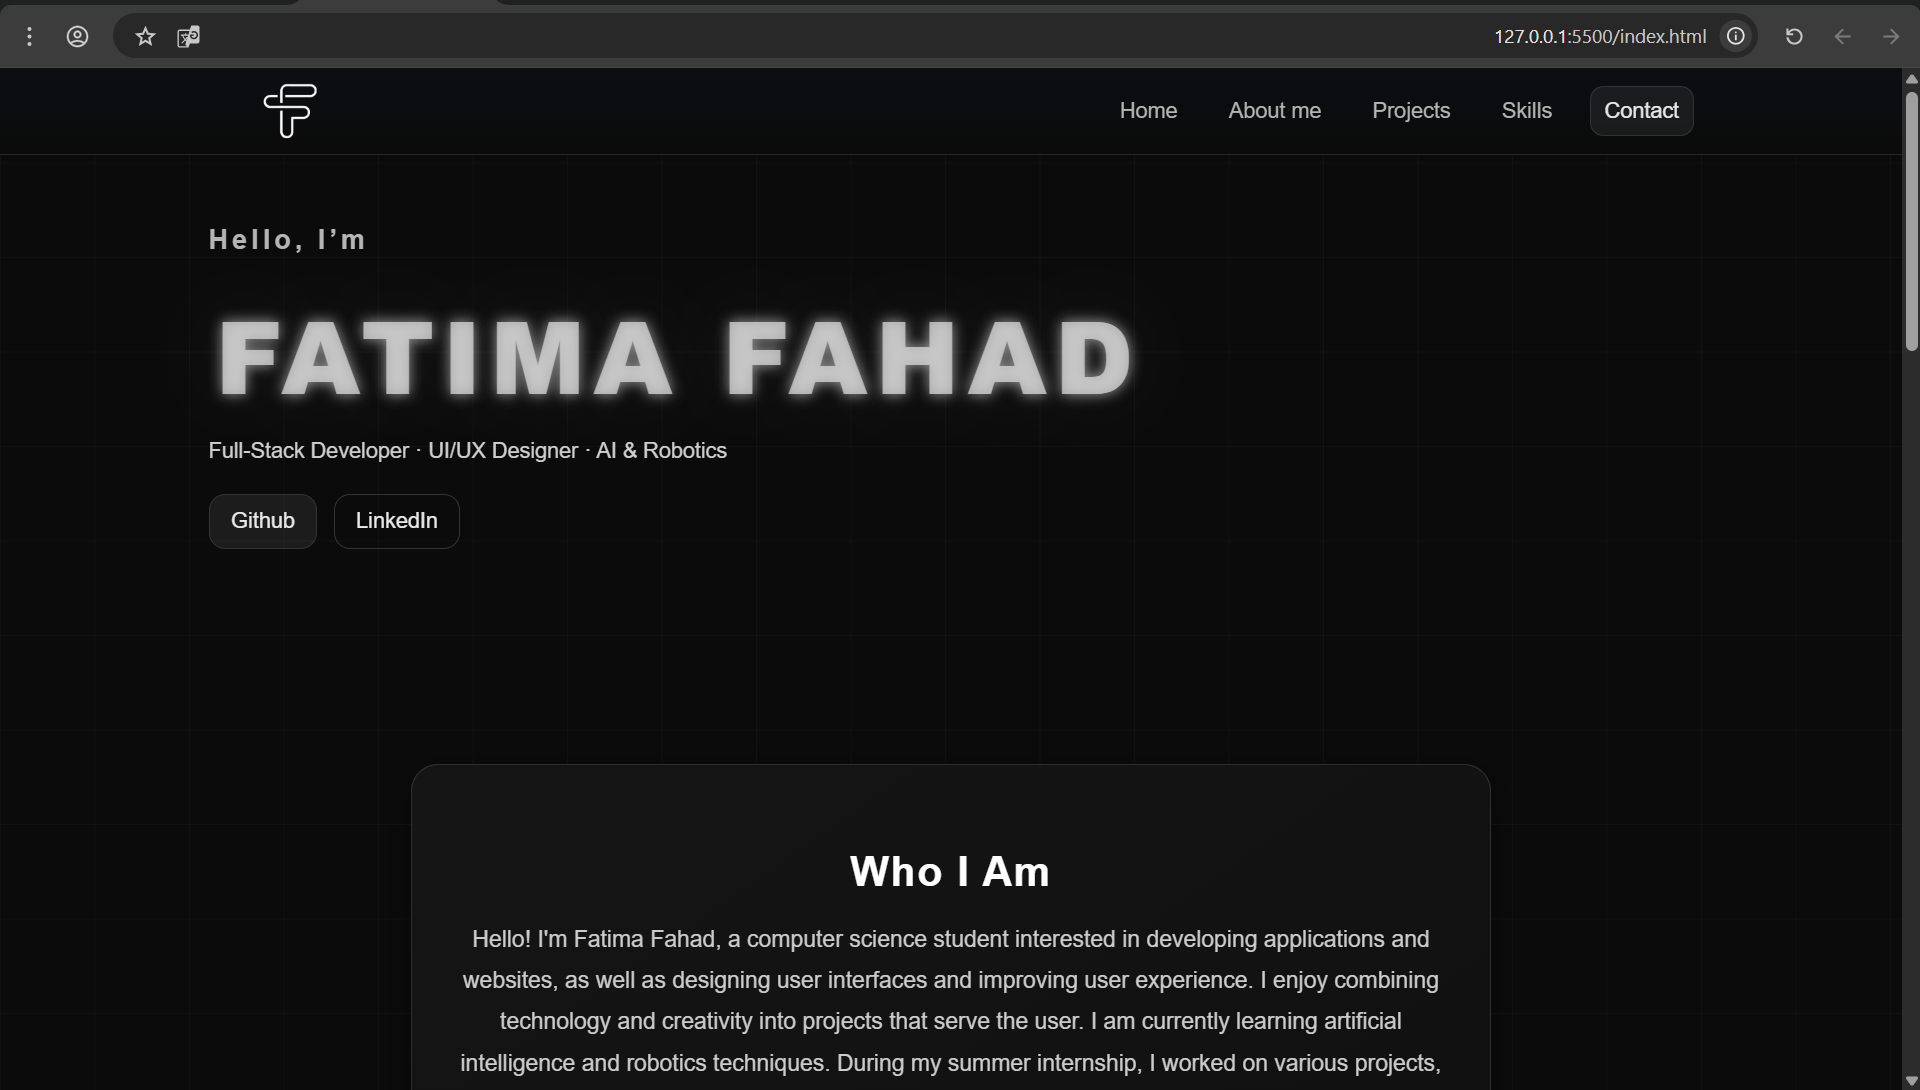 127.0.0.1:5500/index.html
Home About me Projects Skills Contact
Hello, I’m
FATIMA FAHAD
Full-Stack Developer · UI/UX Designer · AI & Robotics
Github LinkedIn
Who I Am
Hello! I'm Fatima Fahad, a computer science student interested in developing applications and
websites, as well as designing user interfaces and improving user experience. I enjoy combining
technology and creativity into projects that serve the user. I am currently learning artificial
intelligence and robotics techniques. During my summer internship, I worked on various projects,